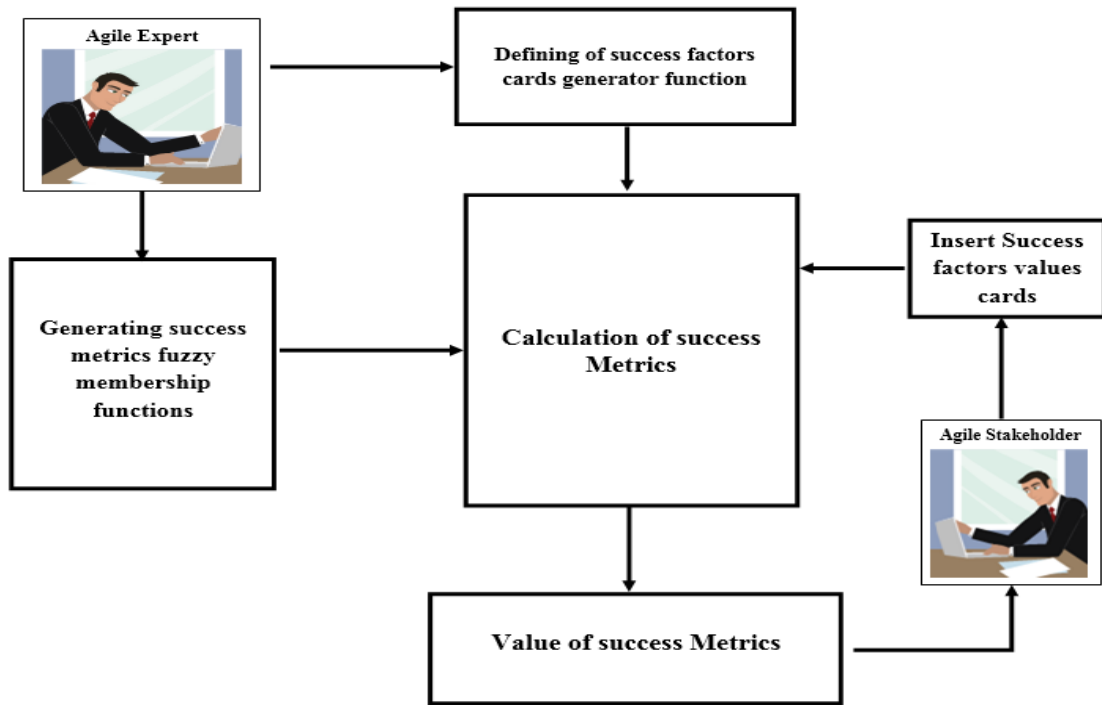 Agile Expert
Defining of success factors
cards generator function
Generating success
metrics fuzzy
membership
functions
Calculation of success
Metrics
Insert Success
factors values
cards
Agile Stakeholder
Value of success Metrics